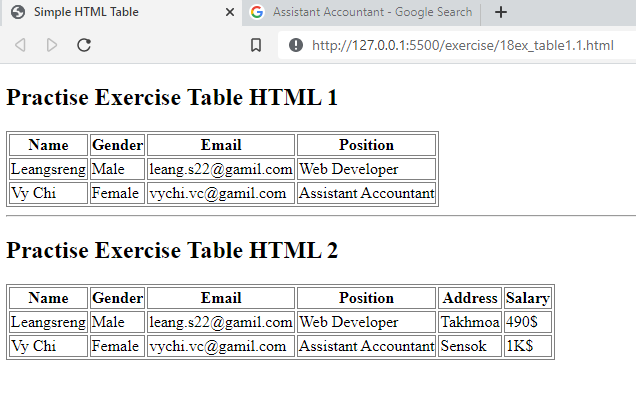 Simple HTML Table
Assistant Accountant - Google Search
http://127.0.0.1:5500/exercise/18ex_table1.1.html
Practise Exercise Table HTML 1
Name Gender Email Position
Leangsreng Male leang.s22@gamil.com Web Developer
Vy Chi Female vychi.vc@gamil.com Assistant Accountant
Practise Exercise Table HTML 2
Name Gender Email Position Address Salary
Leangsreng Male leang.s22@gamil.com Web Developer Takhmoa 490$
Vy Chi Female vychi.vc@gamil.com Assistant Accountant Sensok 1K$